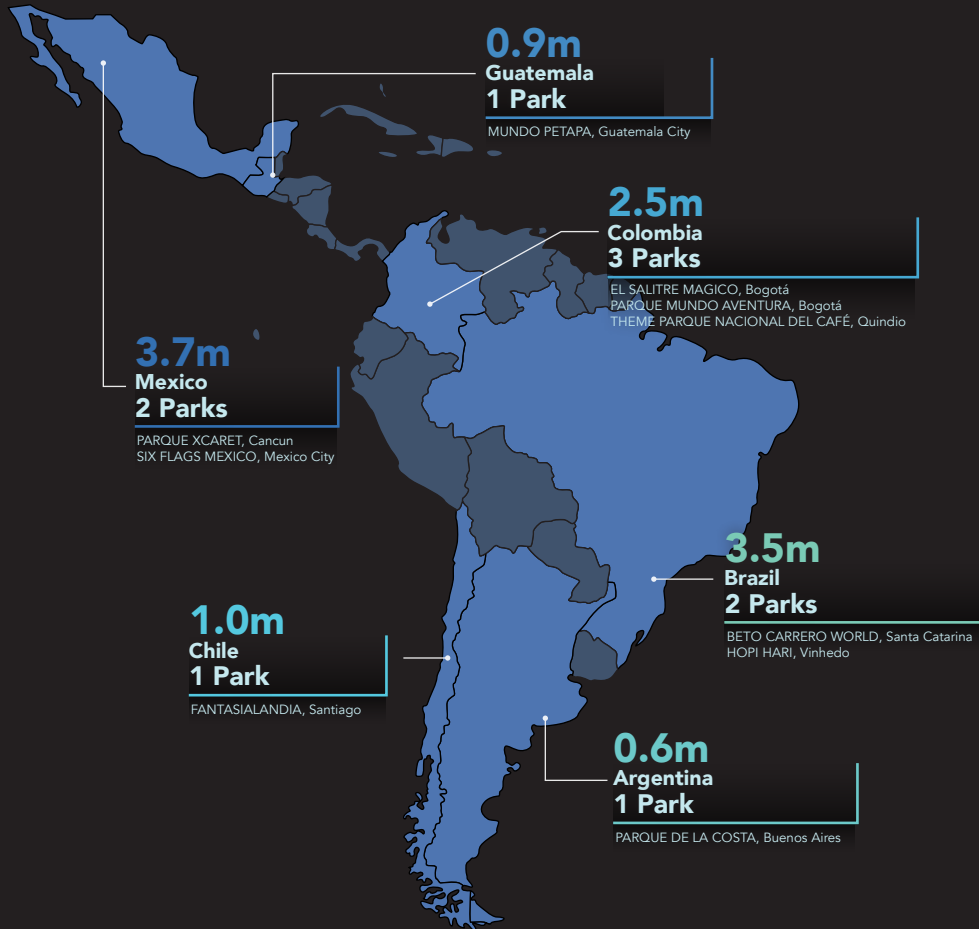 0.9m
Guatemala
1 Park
MUNDO PETAPA, Guatemala City
2.5m
Colombia
3 Parks
EL SALITRE MAGICO, Bogotá
PARQUE MUNDO AVENTURA, Bogotá
THEME PARQUE NACIONAL DEL CAFÉ, Quindio
3.7m
Mexico
2 Parks
PARQUE XCARET, Cancun
SIX FLAGS MEXICO, Mexico City
3.5m
Brazil
2 Parks
BETO CARRERO WORLD, Santa Catarina
HOPI HARI, Vinhedo
1.0m
Chile
1 Park
FANTASIALANDIA, Santiago
0.6m
Argentina
1 Park
PARQUE DE LA COSTA, Buenos Aires